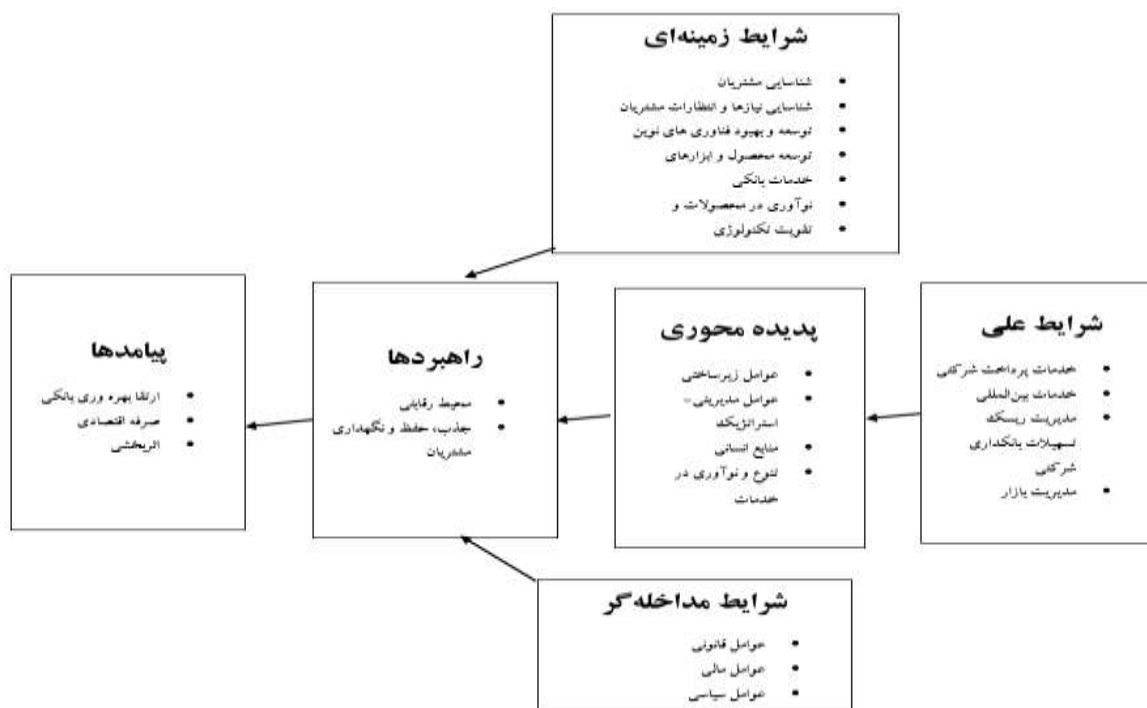 شرایط زمینه‌ای
• شناسایی مشتریان
• شناسایی نیازها و انتظارات مشتریان
• توسعه و بهبود فناوری های نوین
• توسعه محصول و ابزارهای
• خدمات بانکی
• نوآوری در محصولات و
• تقویت تکنولوژی
شرایط علی
• خدمات پرداخت شرکتی
• خدمات بین‌المللی
• مدیریت ریسک
تسهیلات بانکداری
شرکتی
• مدیریت بازار
پدیده محوری
• عوامل زیرساختی
• عوامل مدیریتی-
استراتژیک
• منابع انسانی
• تنوع و نوآوری در
خدمات
راهبردها
• محیط رقابتی
• جذب، حفظ و نگهداری
مشتریان
پیامدها
• ارتقا بهره وری بانکی
• صرفه اقتصادی
• اثربخشی
شرایط مداخله‌گر
• عوامل قانونی
• عوامل مالی
• عوامل سیاسی